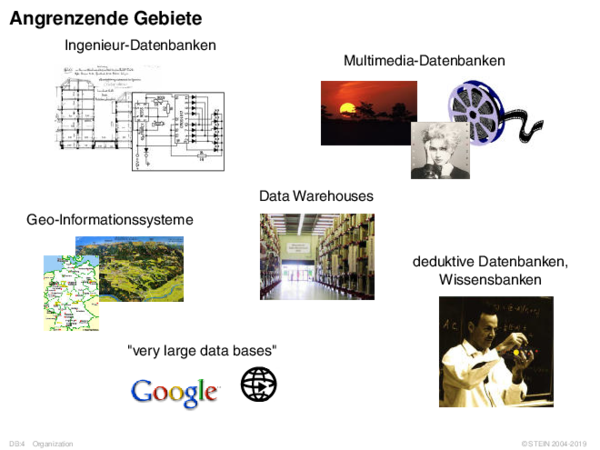 Angrenzende Gebiete
Ingenieur-Datenbanken
Multimedia-Datenbanken
Data Warehouses
Geo-Informationssysteme
deduktive Datenbanken,
Wissensbanken
"very large data bases"
Google
DB:4 Organization
© STEIN 2004-2019